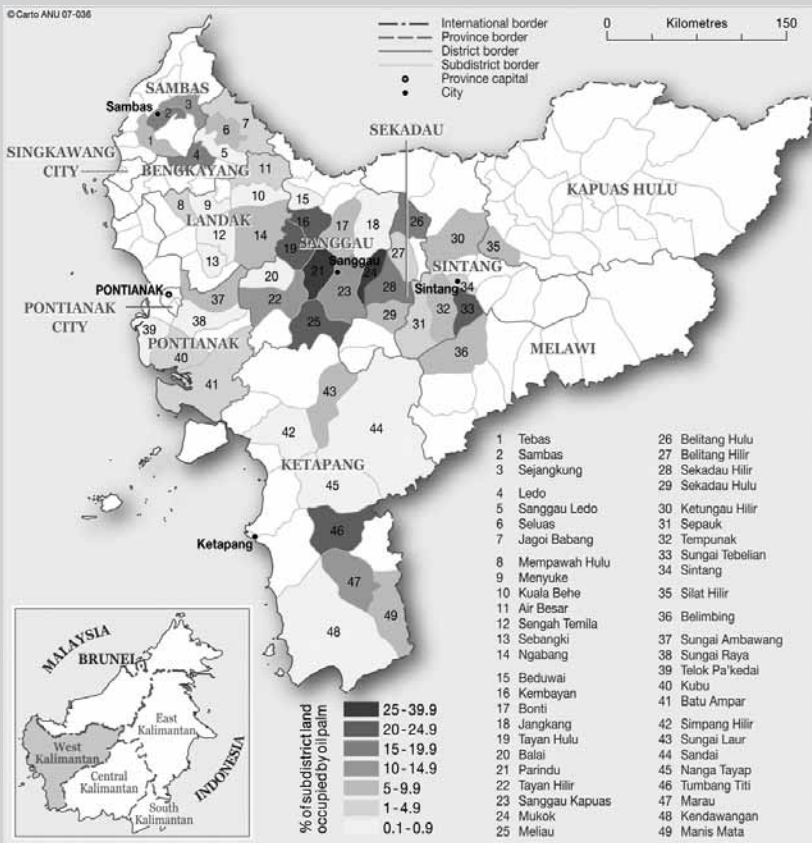 © Carto ANU 07-036
International border
Province border
District border
Subdistrict border
Province capital
City
0 Kilometres 150
SAMBAS
Sambas
SINGKAWANG
CITY
BENGKAYANG
LANDAK
SEKADAU
KAPUAS HULU
SANGGAU
Sanggau
SINTANG
Sintang
PONTIANAK
PONTIANAK
CITY
PONTIANAK
MELAWI
KETAPANG
Ketapang
1 Tebas
2 Sambas
3 Sejangkung
4 Ledo
5 Sanggau Ledo
6 Seluas
7 Jagoi Babang
8 Mempawah Hulu
9 Menyuke
10 Kuala Behe
11 Air Besar
12 Sengah Temila
13 Sebangki
14 Ngabang
15 Beduwai
16 Kembayan
17 Bonti
18 Jangkang
19 Tayan Hulu
20 Balai
21 Parindu
22 Tayan Hilir
23 Sanggau Kapuas
24 Mukok
25 Meliau
26 Belitang Hulu
27 Belitang Hilir
28 Sekadau Hilir
29 Sekadau Hulu
30 Ketungau Hilir
31 Sepauk
32 Tempunak
33 Sungai Tebelian
34 Sintang
35 Silat Hilir
36 Belimbing
37 Sungai Ambawang
38 Sungai Raya
39 Telok Pa'kedai
40 Kubu
41 Batu Ampar
42 Simpang Hilir
43 Sungai Laur
44 Sandai
45 Nanga Tayap
46 Tumbang Titi
47 Marau
48 Kendawangan
49 Manis Mata
% of subdistrict land
occupied by oil palm
25-39.9
20-24.9
15-19.9
10-14.9
5-9.9
1-4.9
0.1-0.9
MALAYSIA
BRUNEI
INDONESIA
West
Kalimantan
East
Kalimantan
Central
Kalimantan
South
Kalimantan